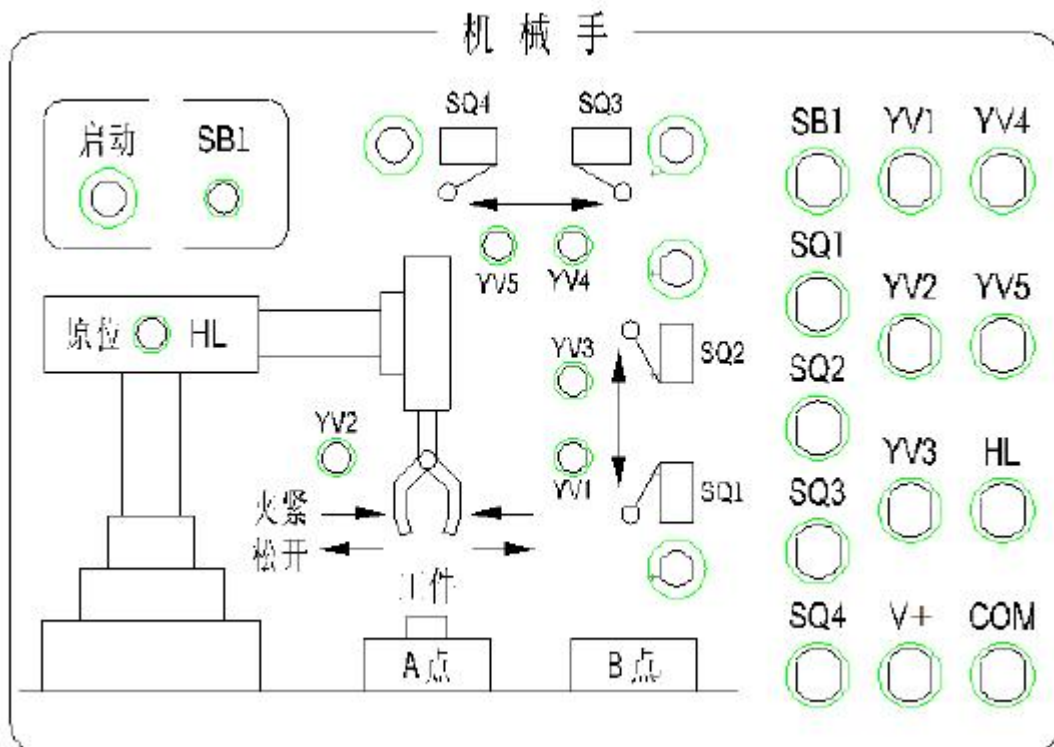 机械手
SQ4 SQ3
启动 SB1
SB1 YV1 YV4
YV5 YV4
SQ1
YV2 YV5
原位 HL
YV3 SQ2
SQ2
YV2
YV3 HL
YV1 SQ1
SQ3
火紧
松开
工件
SQ4 V+ COM
A点 B点